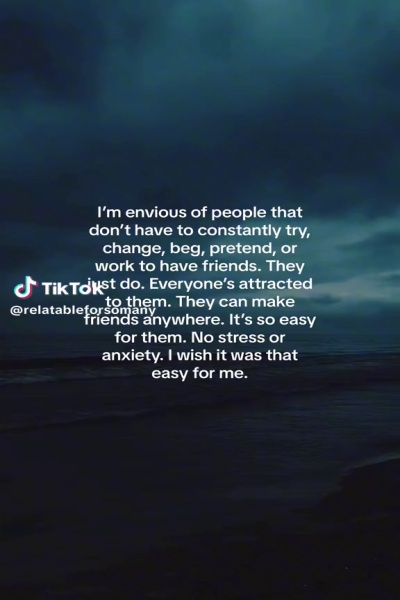 I'm envious of people that
don't have to constantly try,
change, beg, pretend, or
work to have friends. They
just do. Everyone's attracted
to them. They can make
friends anywhere. It's so easy
for them. No stress or
anxiety. I wish it was that
easy for me.
TikTok
@relatableforsomany